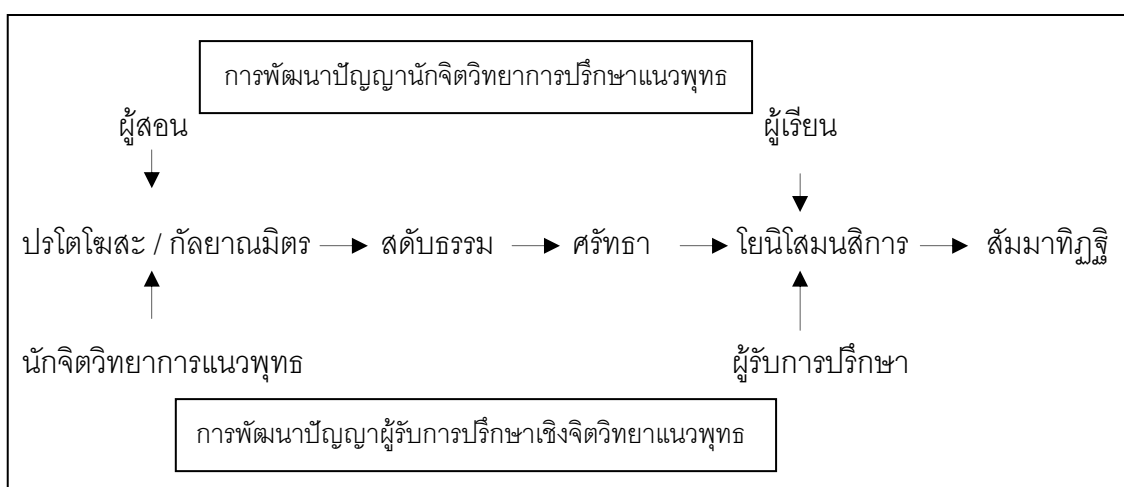 การพัฒนาปัญญานักจิตวิทยาการปรึกษาแนวพุทธ
ผู้สอน ผู้เรียน
ปรโตโฆสะ / กัลยาณมิตร สดับธรรม ศรัทธา โยนิโสมนสิการ สัมมาทิฏฐิ
นักจิตวิทยาการแนวพุทธ ผู้รับการปรึกษา
การพัฒนาปัญญาผู้รับการปรึกษาเชิงจิตวิทยาแนวพุทธ